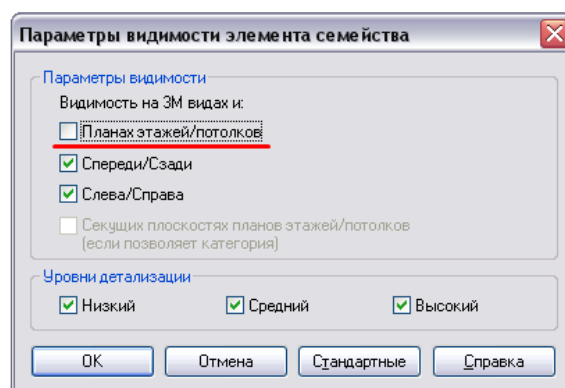 Параметры видимости элемента семейства
Параметры видимости
Видимость на 3М видах и:
Планах этажей/потолков
Спереди/Сзади
Слева/Справа
Секущих плоскостях планов этажей/потолков
(если позволяет категория)
Уровни детализации
Низкий Средний Высокий
OK Отмена Стандартные Справка